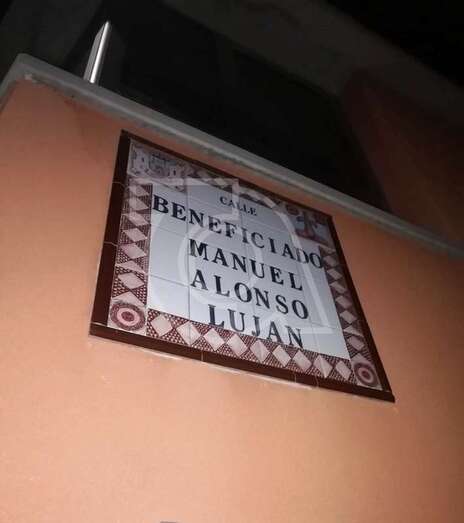 CALLE
BENEFICIADO
MANUEL
ALONSO
LUJAN